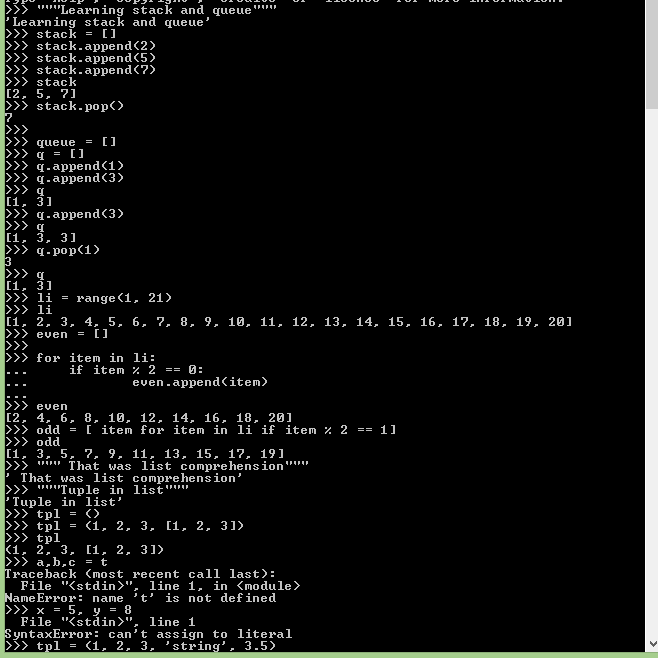 >>> """Learning stack and queue"""
'Learning stack and queue'
>>> stack = []
>>> stack.append(2)
>>> stack.append(5)
>>> stack.append(7)
>>> stack
[2, 5, 7]
>>> stack.pop()
7
>>>
>>> queue = []
>>> q = []
>>> q.append(1)
>>> q.append(3)
>>> q
[1, 3]
>>> q.append(3)
>>> q
[1, 3, 3]
>>> q.pop(1)
3
>>> q
[1, 3]
>>> li = range(1, 21)
>>> li
[1, 2, 3, 4, 5, 6, 7, 8, 9, 10, 11, 12, 13, 14, 15, 16, 17, 18, 19, 20]
>>> even = []
>>>
>>> for item in li:
...     if item % 2 == 0:
...             even.append(item)
...
>>> even
[2, 4, 6, 8, 10, 12, 14, 16, 18, 20]
>>> odd = [ item for item in li if item % 2 == 1]
>>> odd
[1, 3, 5, 7, 9, 11, 13, 15, 17, 19]
>>> """ That was list comprehension"""
' That was list comprehension'
>>> """Tuple in list"""
'Tuple in list'
>>> tpl = ()
>>> tpl = (1, 2, 3, [1, 2, 3])
>>> tpl
(1, 2, 3, [1, 2, 3])
>>> a,b,c = t
Traceback (most recent call last):
  File "<stdin>", line 1, in <module>
NameError: name 't' is not defined
>>> x = 5, y = 8
  File "<stdin>", line 1
SyntaxError: can't assign to literal
>>> tpl = (1, 2, 3, 'string', 3.5)